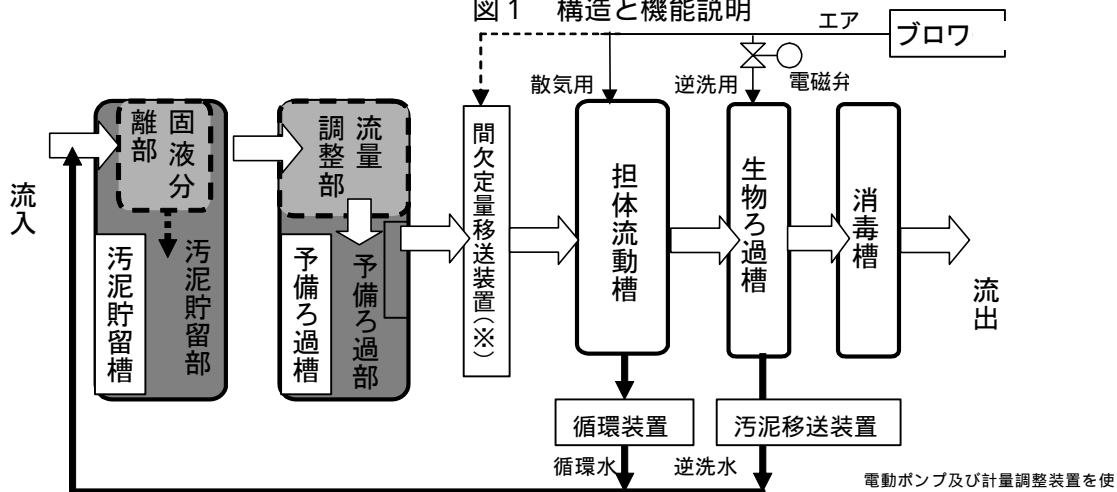 図1 構造と機能説明
エア
ブロワ
散気用
逆洗用
電磁弁
流入
固液分
離部
汚泥貯留部
汚泥貯留槽
流量
調整部
予備ろ過部
予備ろ過槽
間欠定量移送装置(※)
担体流動槽
生物ろ過槽
消毒槽
流出
循環装置
汚泥移送装置
循環水
逆洗水
電動ポンプ及び計量調整装置を使